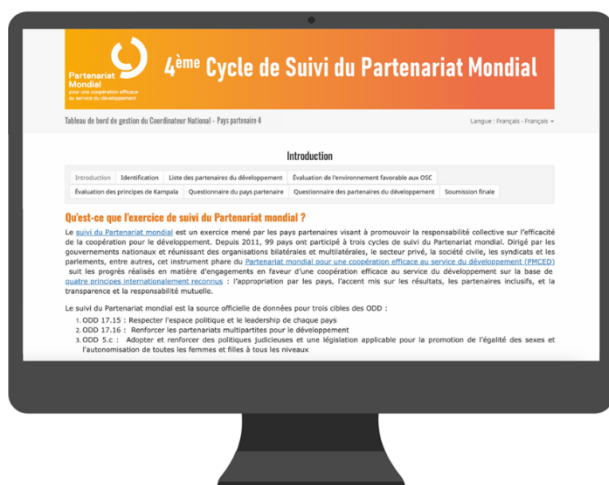 Partenariat
Mondial
pour une coopération efficace
au service du développement
4ème Cycle de Suivi du Partenariat Mondial
Tableau de bord de gestion du Coordinateur National - Pays partenaire 4
Langue : Français - Français
Introduction
Introduction Identification Liste des partenaires du développement Évaluation de l'environnement favorable aux OSC
Évaluation des principes de Kampala Questionnaire du pays partenaire Questionnaire des partenaires du développement Soumission finale
Qu'est-ce que l'exercice de suivi du Partenariat mondial ?
Le suivi du Partenariat mondial est un exercice mené par les pays partenaires visant à promouvoir la responsabilité collective sur l'efficacité
de la coopération pour le développement. Depuis 2011, 99 pays ont participé à trois cycles de suivi du Partenariat mondial. Dirigé par les
gouvernements nationaux et réunissant des organisations bilatérales et multilatérales, le secteur privé, la société civile, les syndicats et les
parlements, entre autres, cet instrument phare du Partenariat mondial pour une coopération efficace au service du développement (PMCED)
suit les progrès réalisés en matière d'engagements en faveur d'une coopération efficace au service du développement sur la base de
quatre principes internationalement reconnus : l'appropriation par les pays, l'accent mis sur les résultats, les partenaires inclusifs, et la
transparence et la responsabilité mutuelle.
Le suivi du Partenariat mondial est la source officielle de données pour trois cibles des ODD :
1. ODD 17.15 : Respecter l'espace politique et le leadership de chaque pays
2. ODD 17.16 : Renforcer les partenariats multipartites pour le développement
3. ODD 5.c : Adopter et renforcer des politiques judicieuses et une législation applicable pour la promotion de l'égalité des sexes et
l'autonomisation de toutes les femmes et filles à tous les niveaux